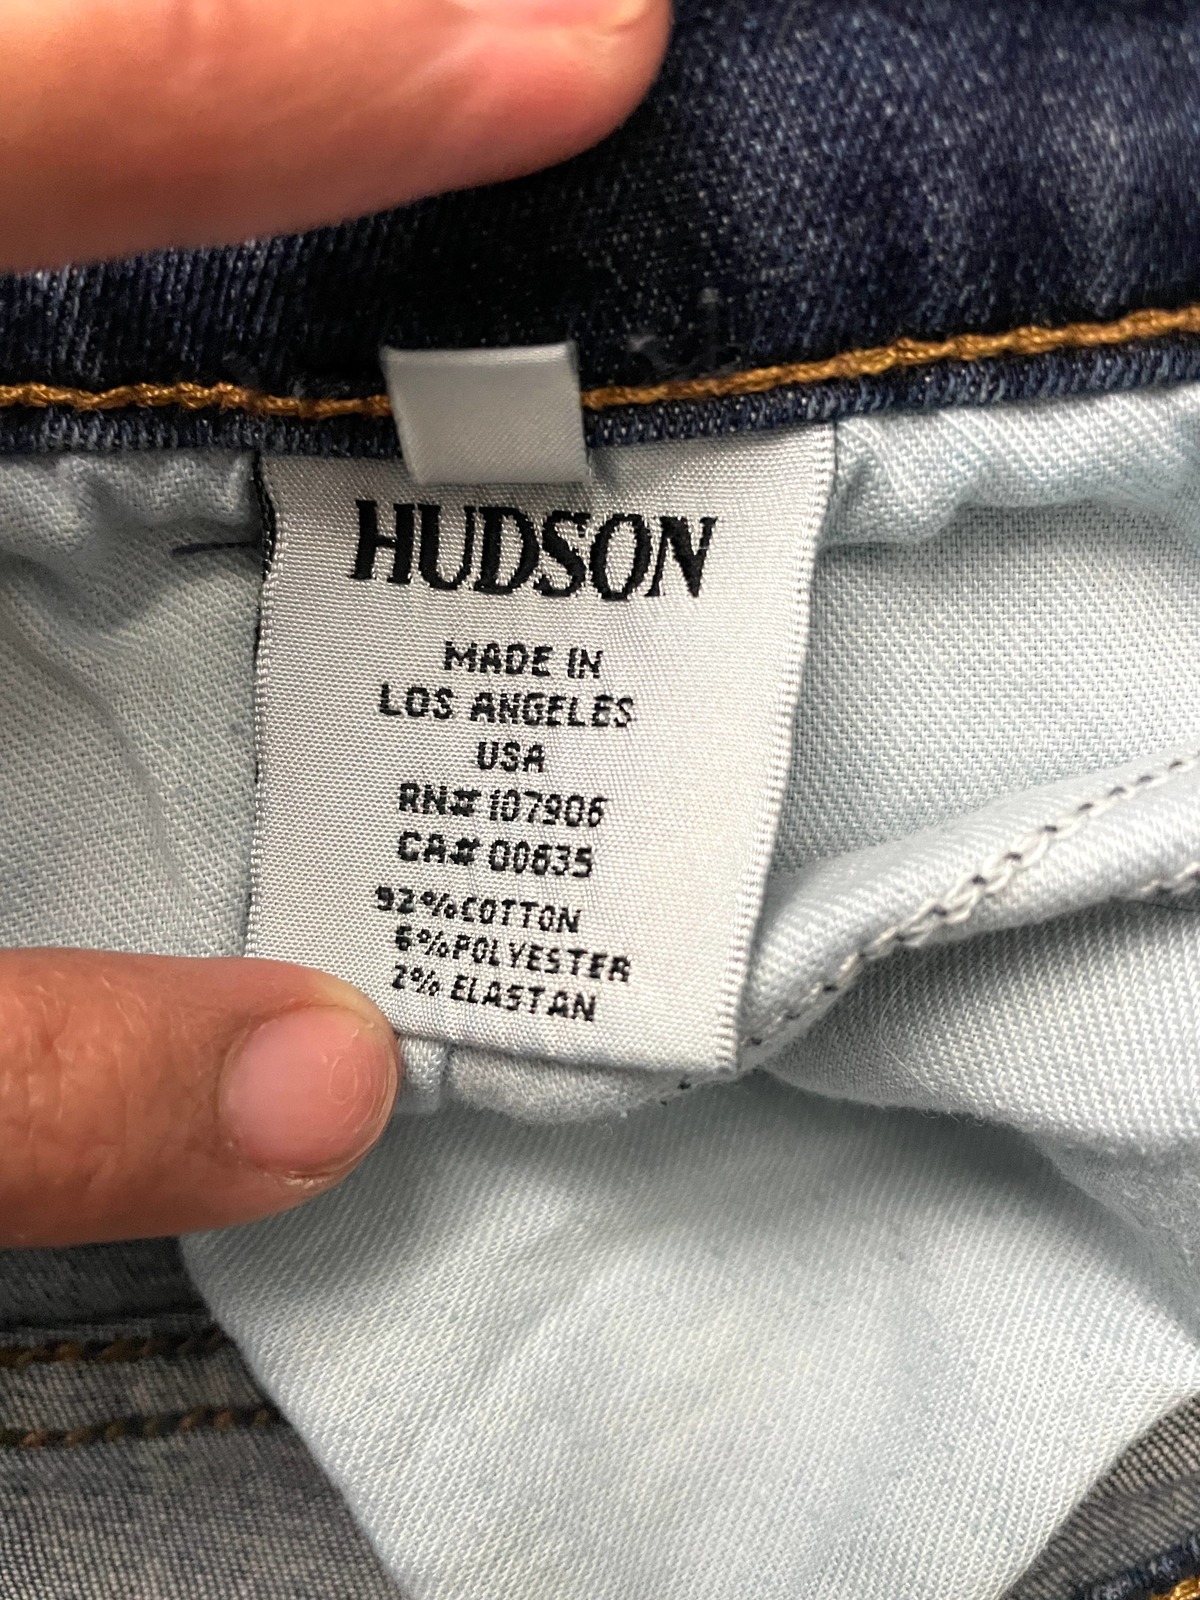 HUDSON
MADE IN
LOS ANGELES
USA
RN# 107906
CA# 00635
92% COTTON
6% POLYESTER
2% ELASTAN